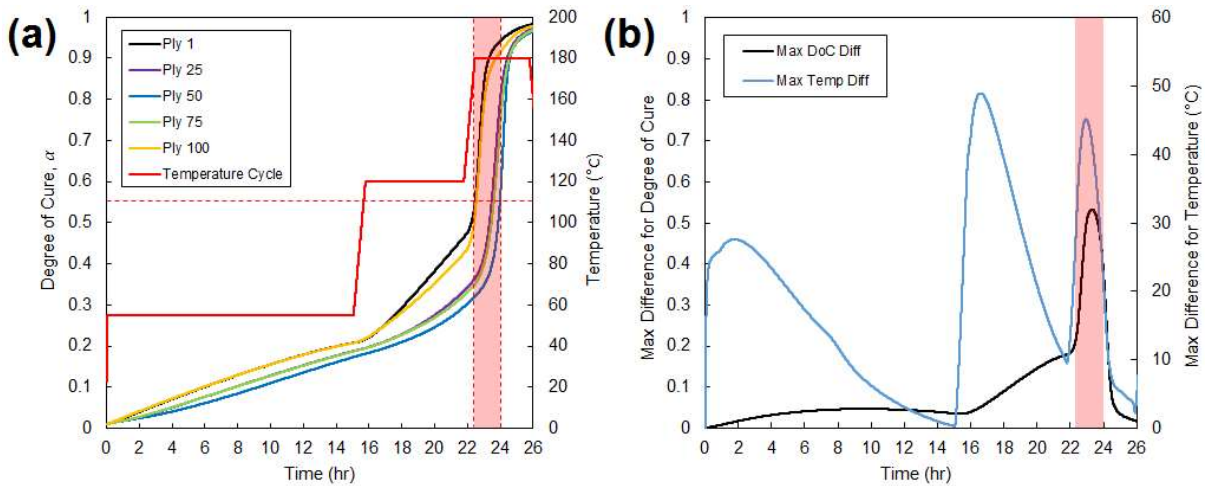 (a)
Degree of Cure, α
1
0.9
0.8
0.7
0.6
0.5
0.4
0.3
0.2
0.1
0
Ply 1
Ply 25
Ply 50
Ply 75
Ply 100
Temperature Cycle
200
180
160
140
120
100
80
60
40
20
0
Temperature (°C)
0 2 4 6 8 10 12 14 16 18 20 22 24 26
Time (hr)
(b)
Max Difference for Degree of Cure
1
0.9
0.8
0.7
0.6
0.5
0.4
0.3
0.2
0.1
0
Max DoC Diff
Max Temp Diff
60
50
40
30
20
10
0
Max Difference for Temperature (°C)
0 2 4 6 8 10 12 14 16 18 20 22 24 26
Time (hr)